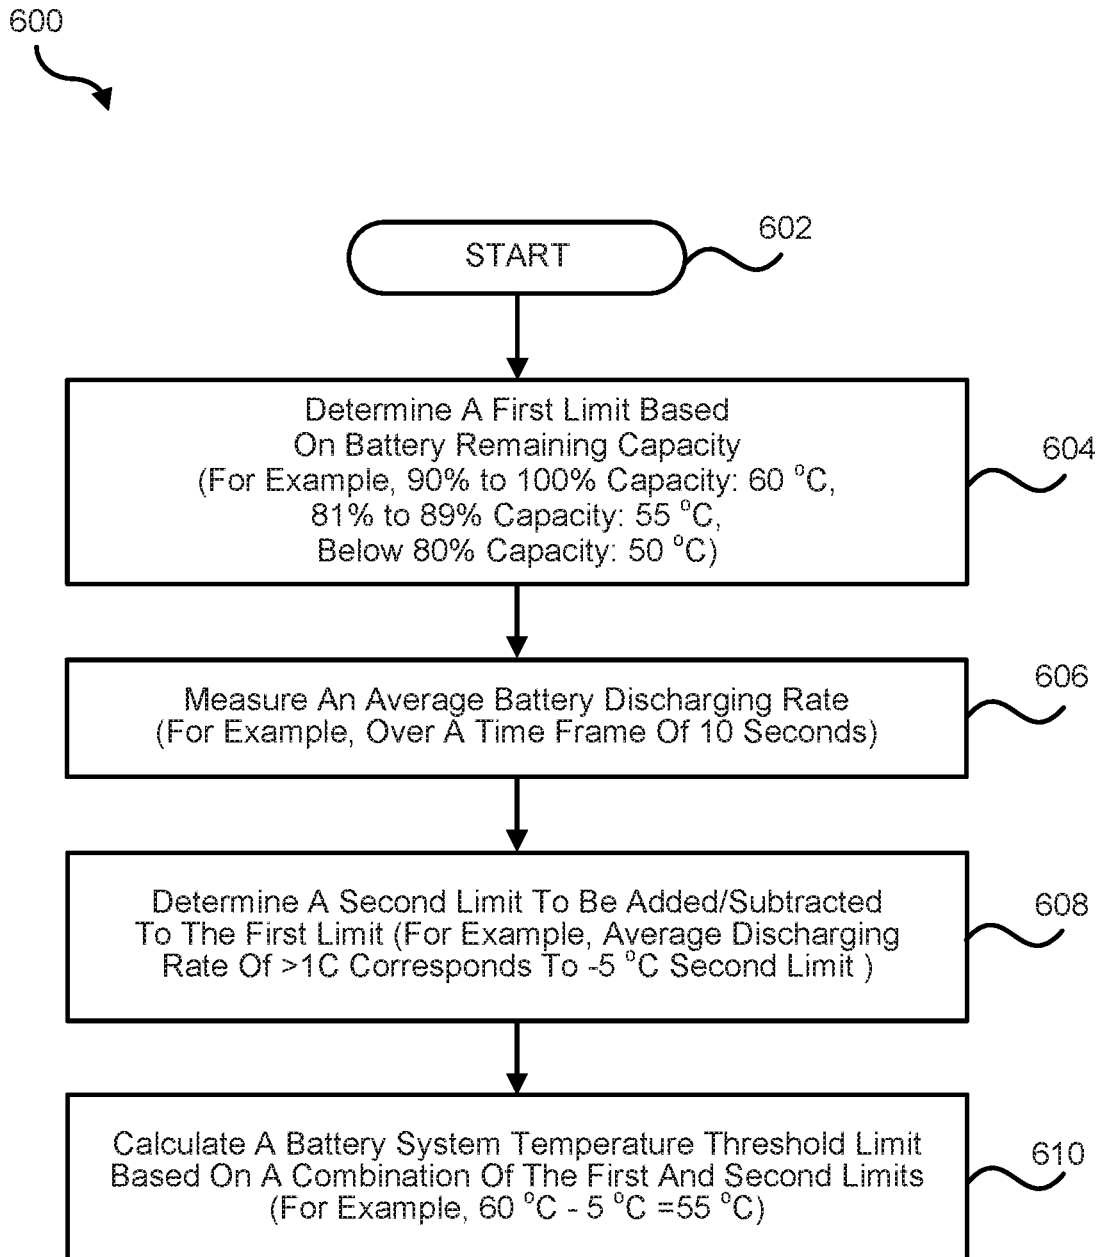 600
START
602
Determine A First Limit Based
On Battery Remaining Capacity
(For Example, 90% to 100% Capacity: 60 °C,
81% to 89% Capacity: 55 °C,
Below 80% Capacity: 50 °C)
604
Measure An Average Battery Discharging Rate
(For Example, Over A Time Frame Of 10 Seconds)
606
Determine A Second Limit To Be Added/Subtracted
To The First Limit (For Example, Average Discharging
Rate Of >1C Corresponds To -5 °C Second Limit )
608
Calculate A Battery System Temperature Threshold Limit
Based On A Combination Of The First And Second Limits
(For Example, 60 °C - 5 °C =55 °C)
610